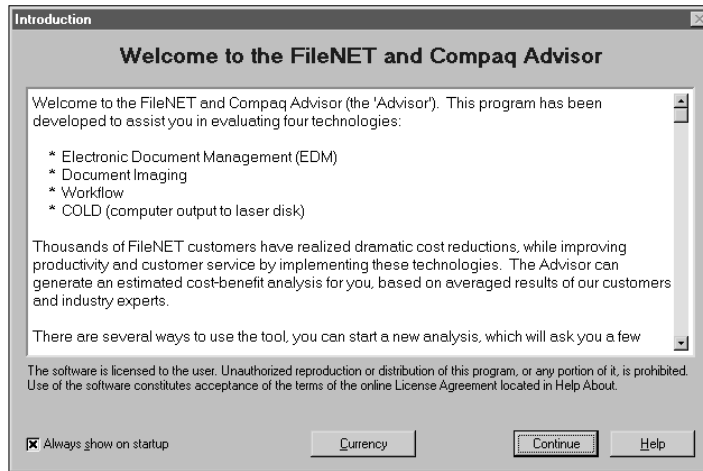 Introduction
Welcome to the FileNET and Compaq Advisor
Welcome to the FileNET and Compaq Advisor (the 'Advisor'). This program has been
developed to assist you in evaluating four technologies:
* Electronic Document Management (EDM)
* Document Imaging
* Workflow
* COLD (computer output to laser disk)
Thousands of FileNET customers have realized dramatic cost reductions, while improving
productivity and customer service by implementing these technologies. The Advisor can
generate an estimated cost-benefit analysis for you, based on averaged results of our customers
and industry experts.
There are several ways to use the tool, you can start a new analysis, which will ask you a few
The software is licensed to the user. Unauthorized reproduction or distribution of this program, or any portion of it, is prohibited.
Use of the software constitutes acceptance of the terms of the online License Agreement located in Help About.
Always show on startup
Currency
Continue
Help